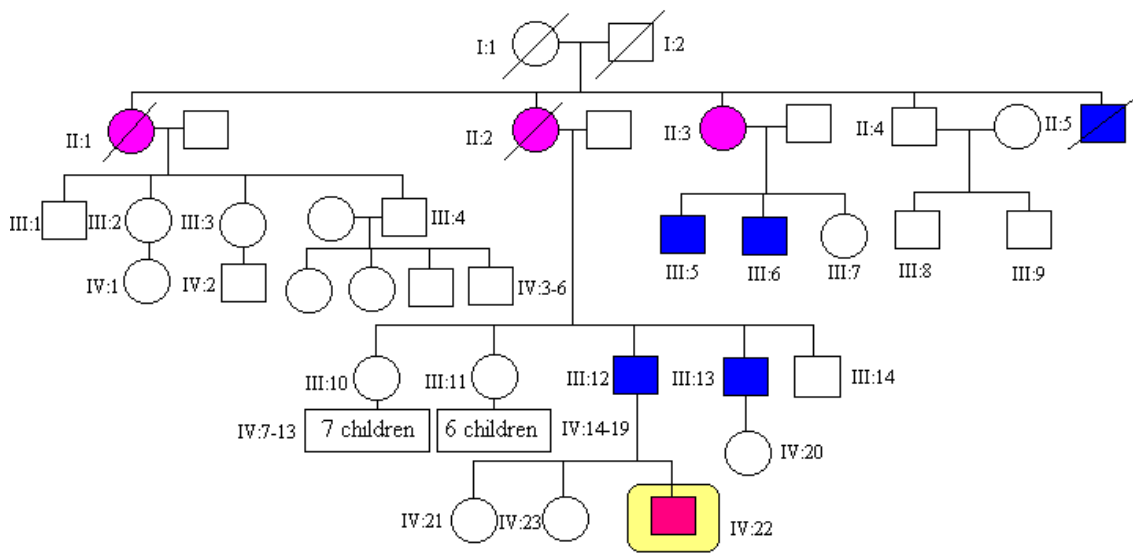 I:1 I:2
II:1 II:2 II:3 II:4 II:5
III:1 III:2 III:3 III:4
III:5 III:6 III:7 III:8 III:9
IV:1 IV:2 IV:3-6
III:10 III:11 III:12 III:13 III:14
IV:7-13 7 children 6 children IV:14-19
IV:20
IV:21 IV:23 IV:22